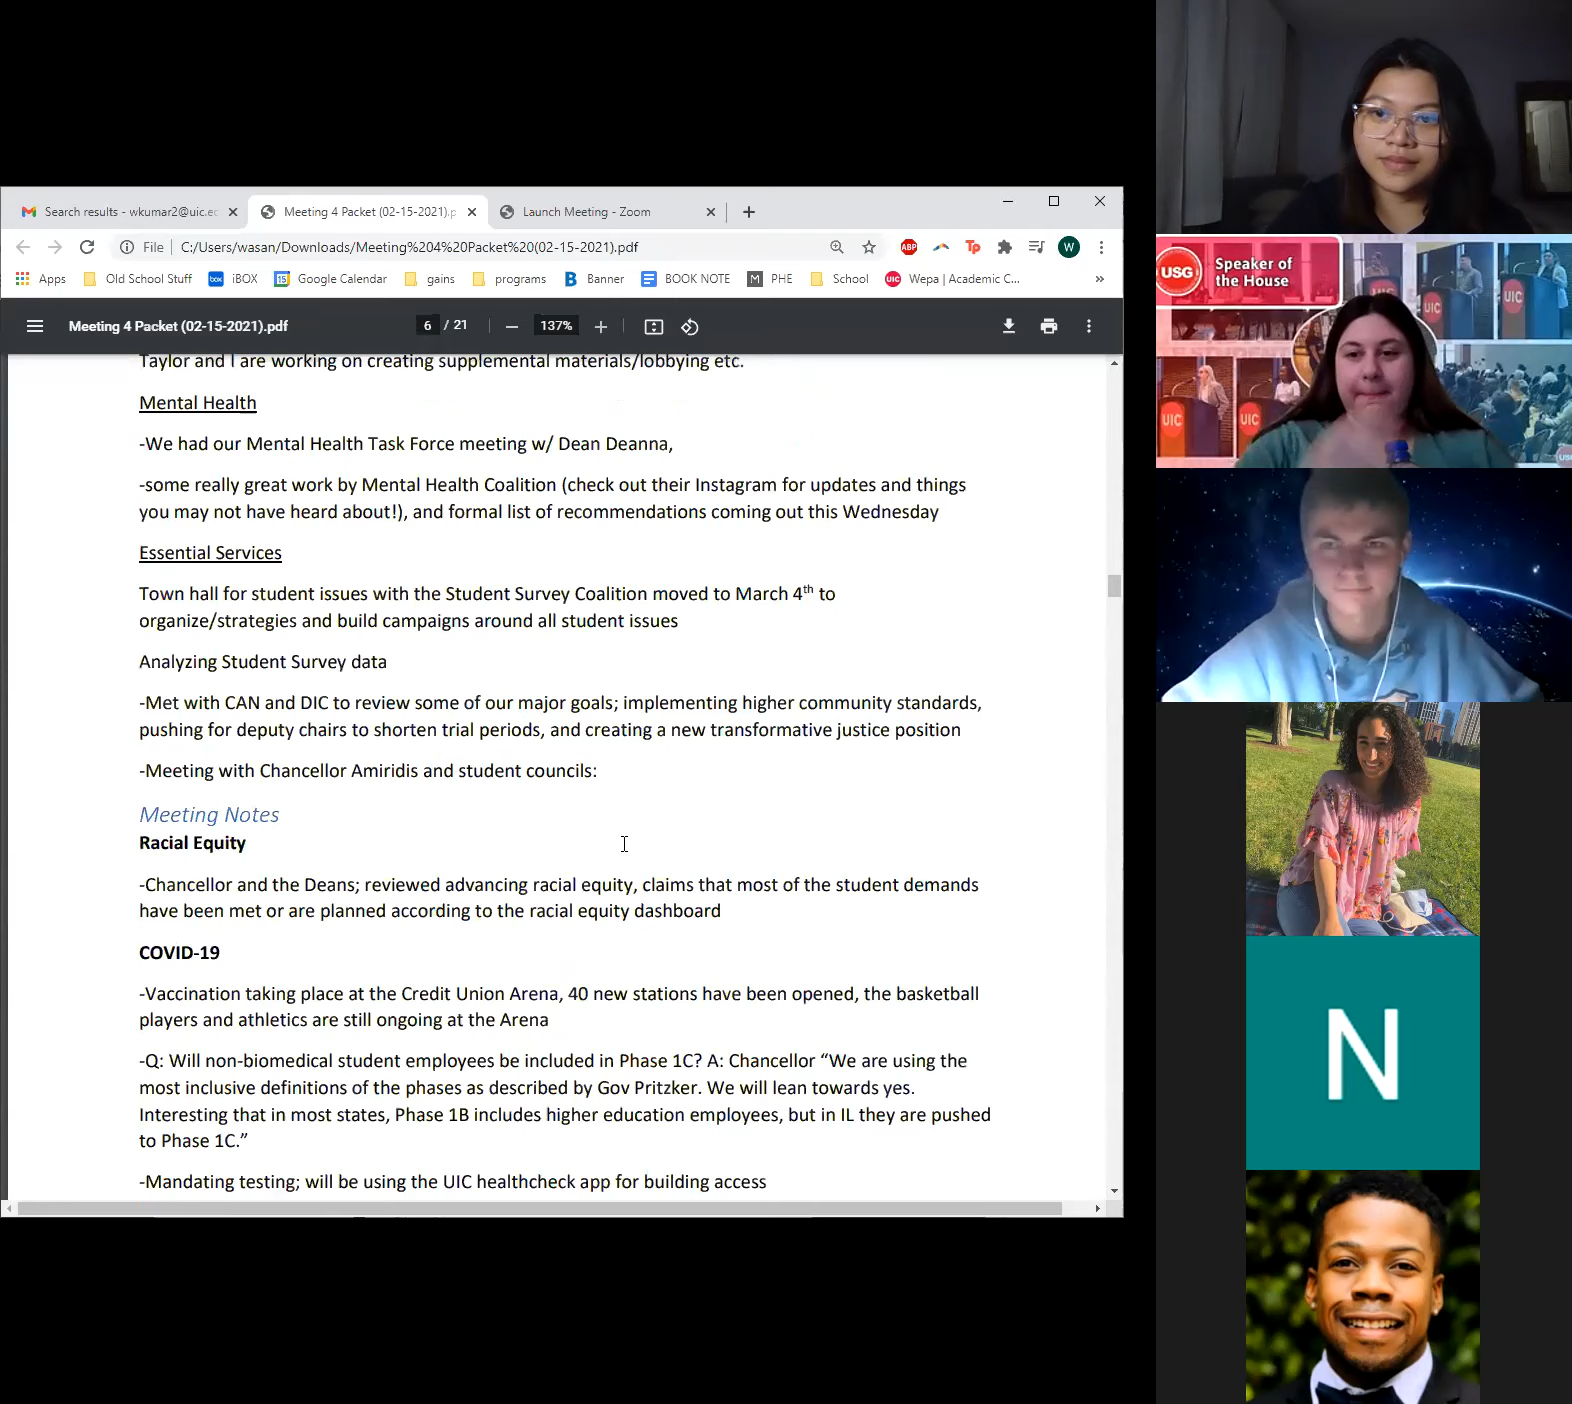 Search results - wkumar2@uic.ec
Meeting 4 Packet (02-15-2021).p
Launch Meeting - Zoom
File C:/Users/wasan/Downloads/Meeting%204%20Packet%20(02-15-2021).pdf
ABP
Tp
W
Apps
Old School Stuff
box
iBOX
15
Google Calendar
gains
programs
B
Banner
BOOK NOTE
M
PHE
School
UIC
Wepa | Academic C...
»
Meeting 4 Packet (02-15-2021).pdf
6 / 21
137%
Taylor and I are working on creating supplemental materials/lobbying etc.
Mental Health
-We had our Mental Health Task Force meeting w/ Dean Deanna,
-some really great work by Mental Health Coalition (check out their Instagram for updates and things
you may not have heard about!), and formal list of recommendations coming out this Wednesday
Essential Services
Town hall for student issues with the Student Survey Coalition moved to March 4th to
organize/strategies and build campaigns around all student issues
Analyzing Student Survey data
-Met with CAN and DIC to review some of our major goals; implementing higher community standards,
pushing for deputy chairs to shorten trial periods, and creating a new transformative justice position
-Meeting with Chancellor Amiridis and student councils:
Meeting Notes
Racial Equity
-Chancellor and the Deans; reviewed advancing racial equity, claims that most of the student demands
have been met or are planned according to the racial equity dashboard
COVID-19
-Vaccination taking place at the Credit Union Arena, 40 new stations have been opened, the basketball
players and athletics are still ongoing at the Arena
-Q: Will non-biomedical student employees be included in Phase 1C? A: Chancellor “We are using the
most inclusive definitions of the phases as described by Gov Pritzker. We will lean towards yes.
Interesting that in most states, Phase 1B includes higher education employees, but in IL they are pushed
to Phase 1C.”
-Mandating testing; will be using the UIC healthcheck app for building access
USG
Speaker of
the House
UIC
UIC
UIC
UIC
UIC
N